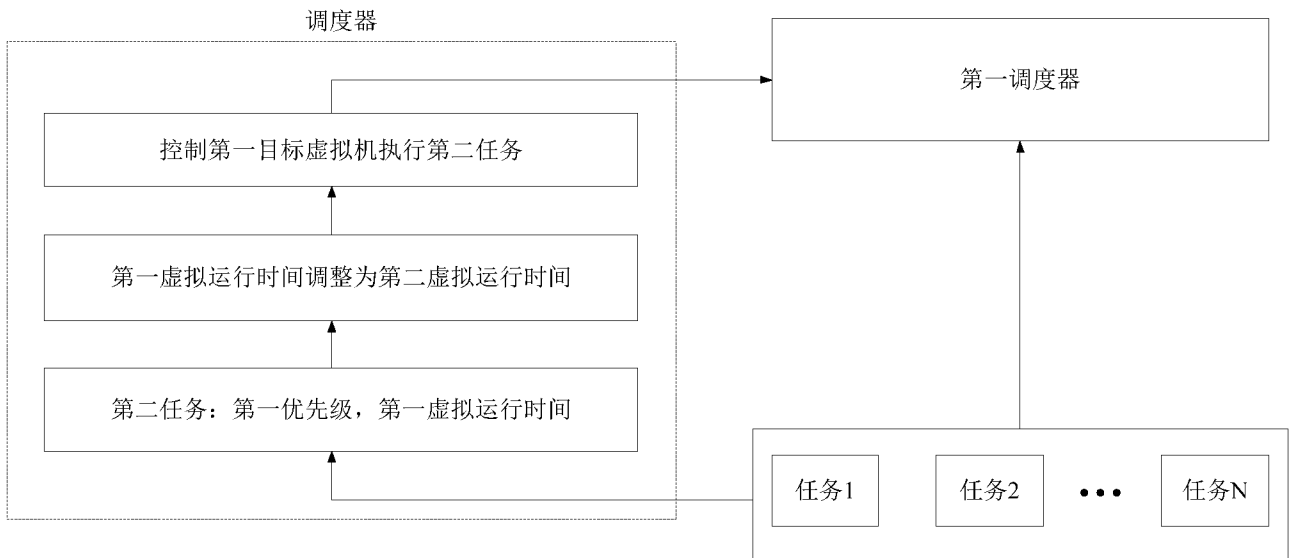 调度器
第一调度器
控制第一目标虚拟机执行第二任务
第一虚拟运行时间调整为第二虚拟运行时间
第二任务：第一优先级，第一虚拟运行时间
任务1
任务2
•••
任务N